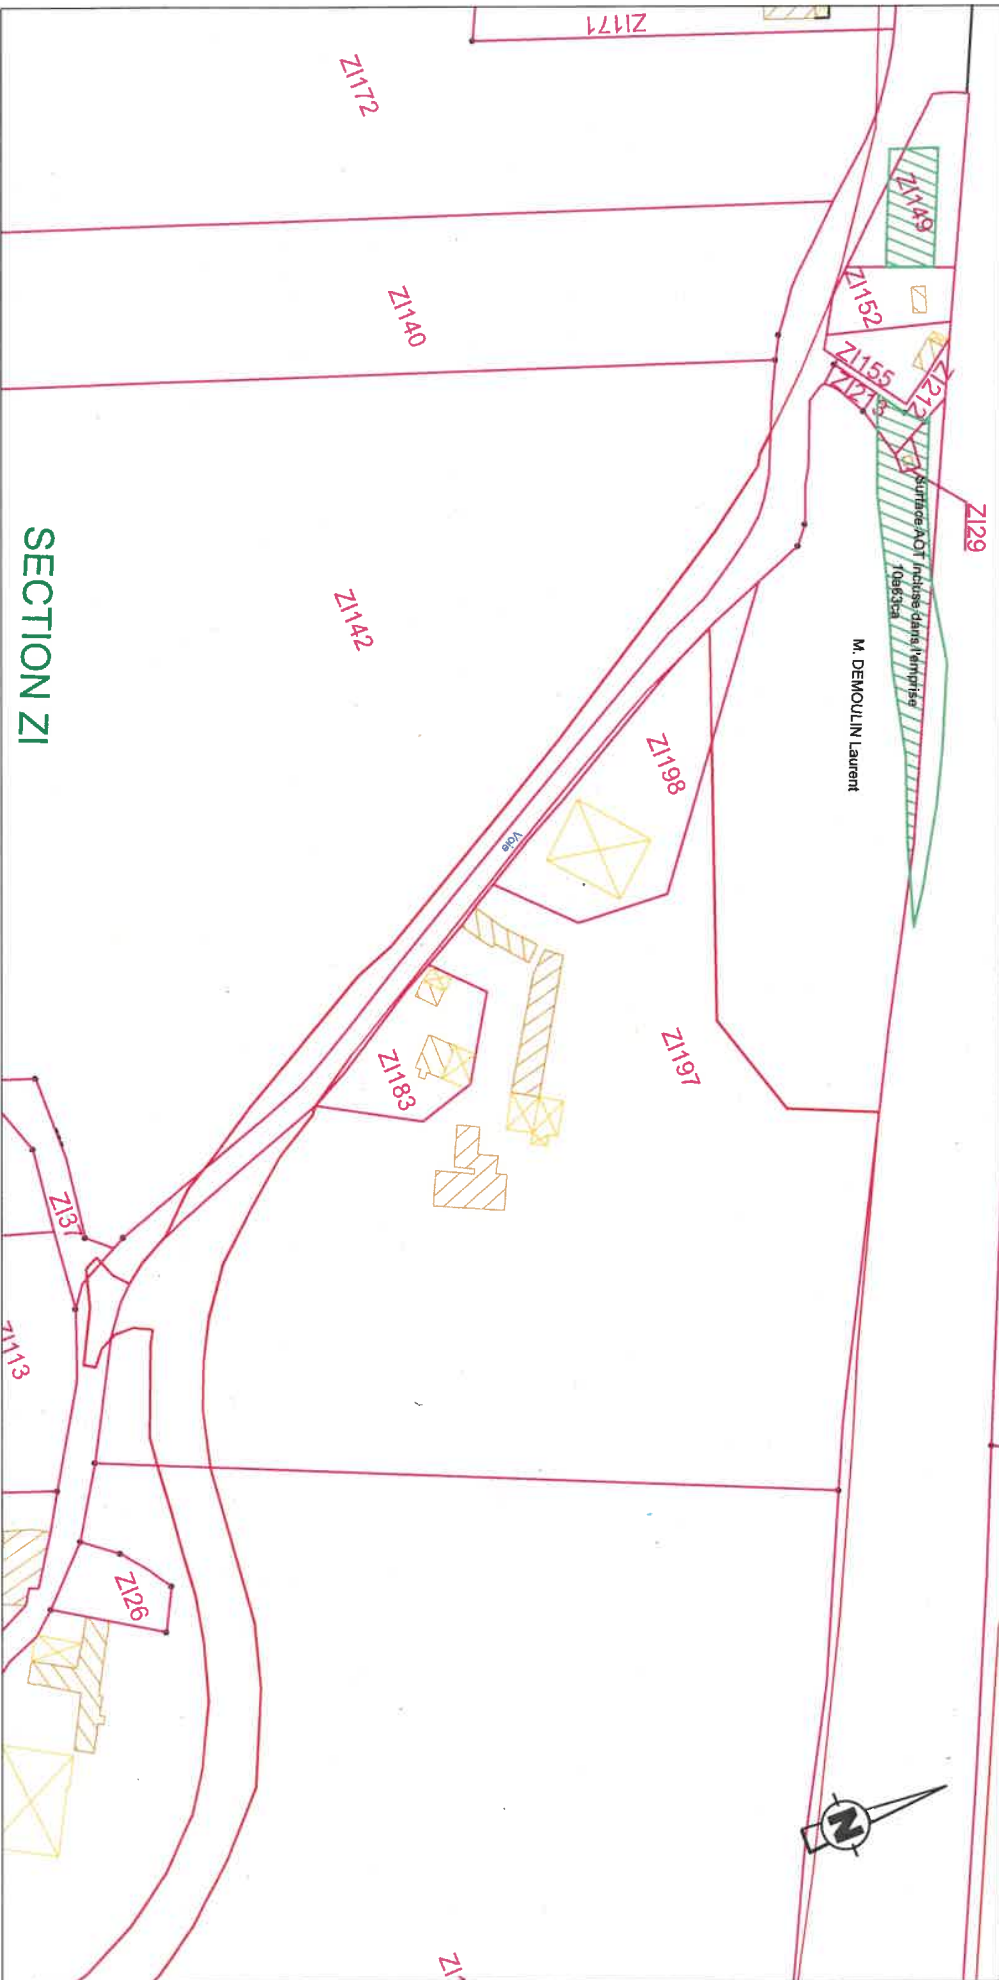 ZI171
ZI172
ZI149
ZI140
ZI152
ZI155
ZI212
ZI213
ZI29
Surface AOT incluse dans l'emprise
10a63ca
M. DEMOULIN Laurent
ZI142
SECTION ZI
ZI198
Voie
ZI197
ZI183
ZI37
ZI113
ZI26
N